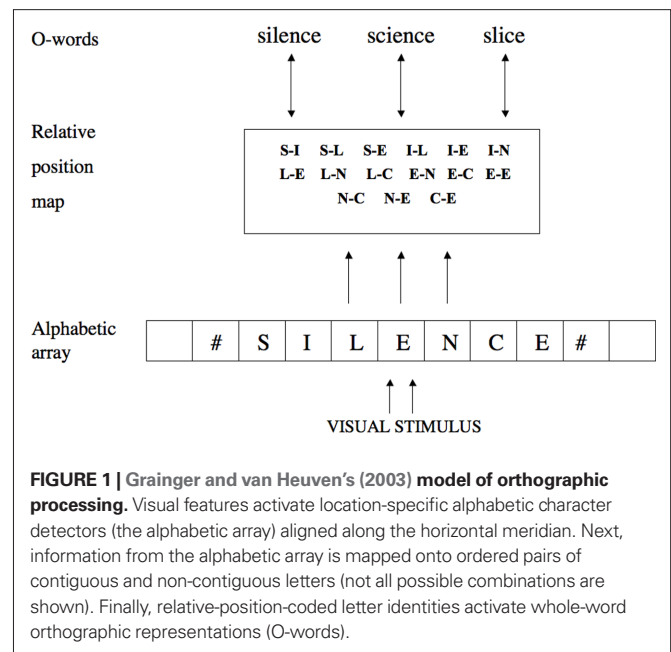 O-words silence science slice
Relative
position
map
S-I S-L S-E I-L I-E I-N
L-E L-N L-C E-N E-C E-E
N-C N-E C-E
Alphabetic
array
# S I L E N C E #
VISUAL STIMULUS
FIGURE 1 | Grainger and van Heuven's (2003) model of orthographic
processing. Visual features activate location-specific alphabetic character
detectors (the alphabetic array) aligned along the horizontal meridian. Next,
information from the alphabetic array is mapped onto ordered pairs of
contiguous and non-contiguous letters (not all possible combinations are
shown). Finally, relative-position-coded letter identities activate whole-word
orthographic representations (O-words).